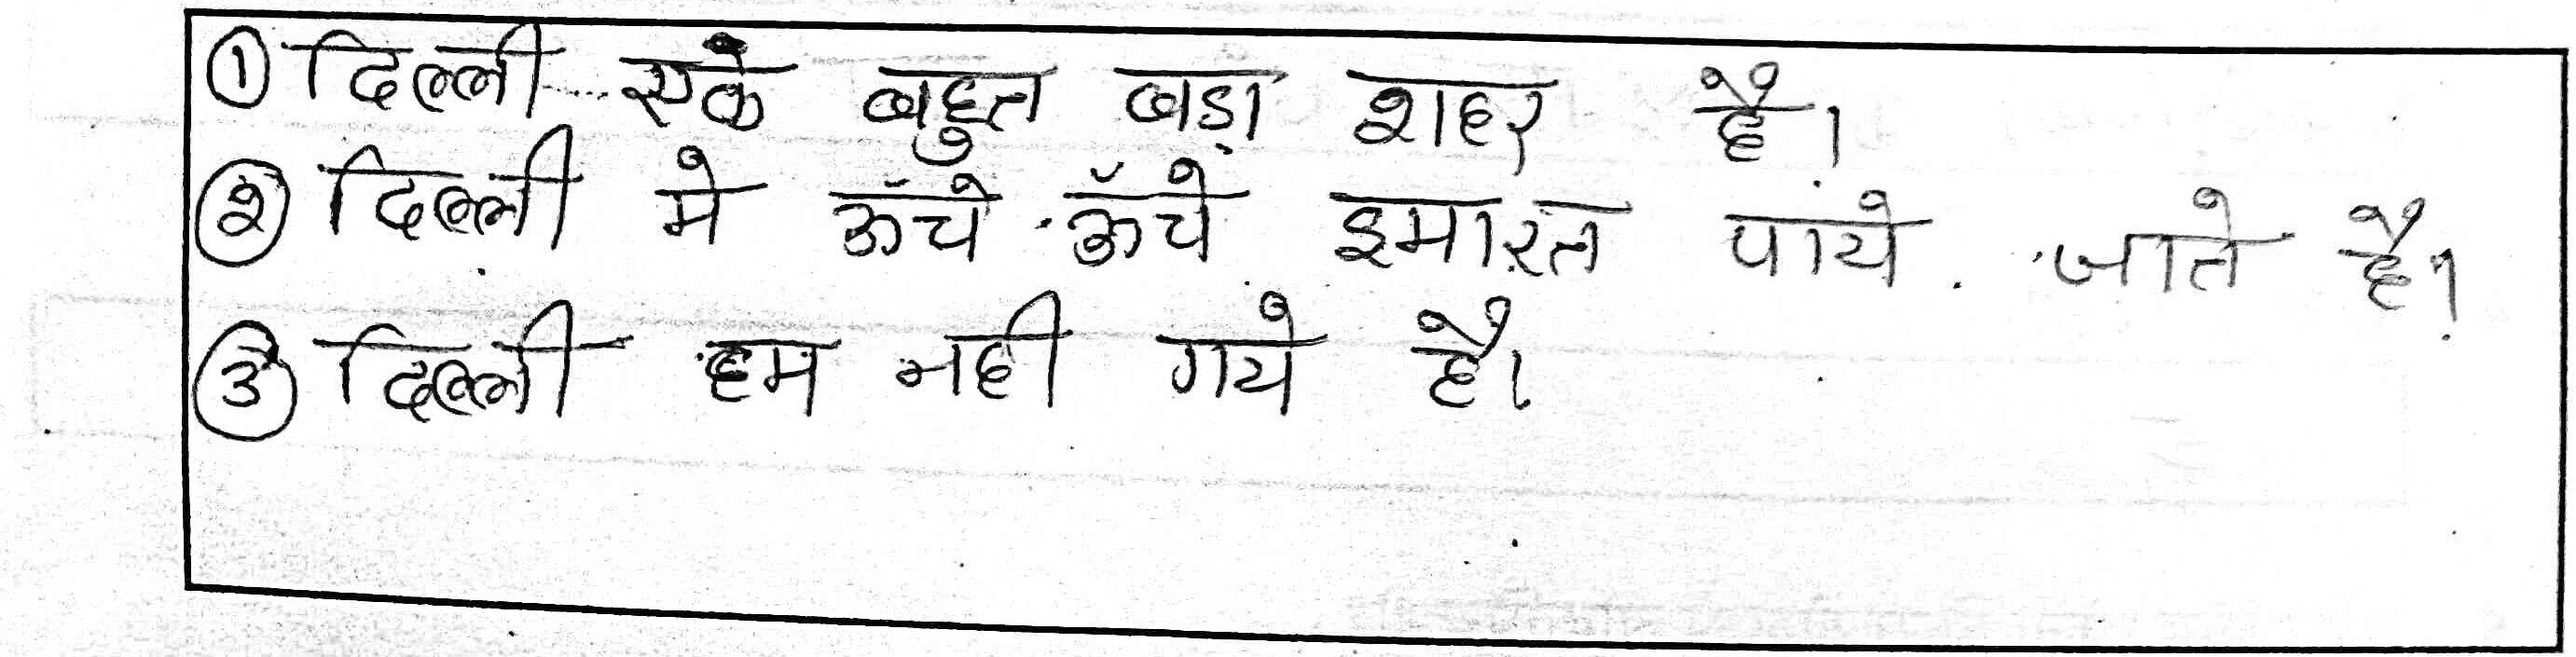 ① दिल्ली एक बहुत बड़ा शहर है।
② दिल्ली मे ऊँचे ऊँचे इमारत पाये जाते है।
③ दिल्ली हम नही गये है।